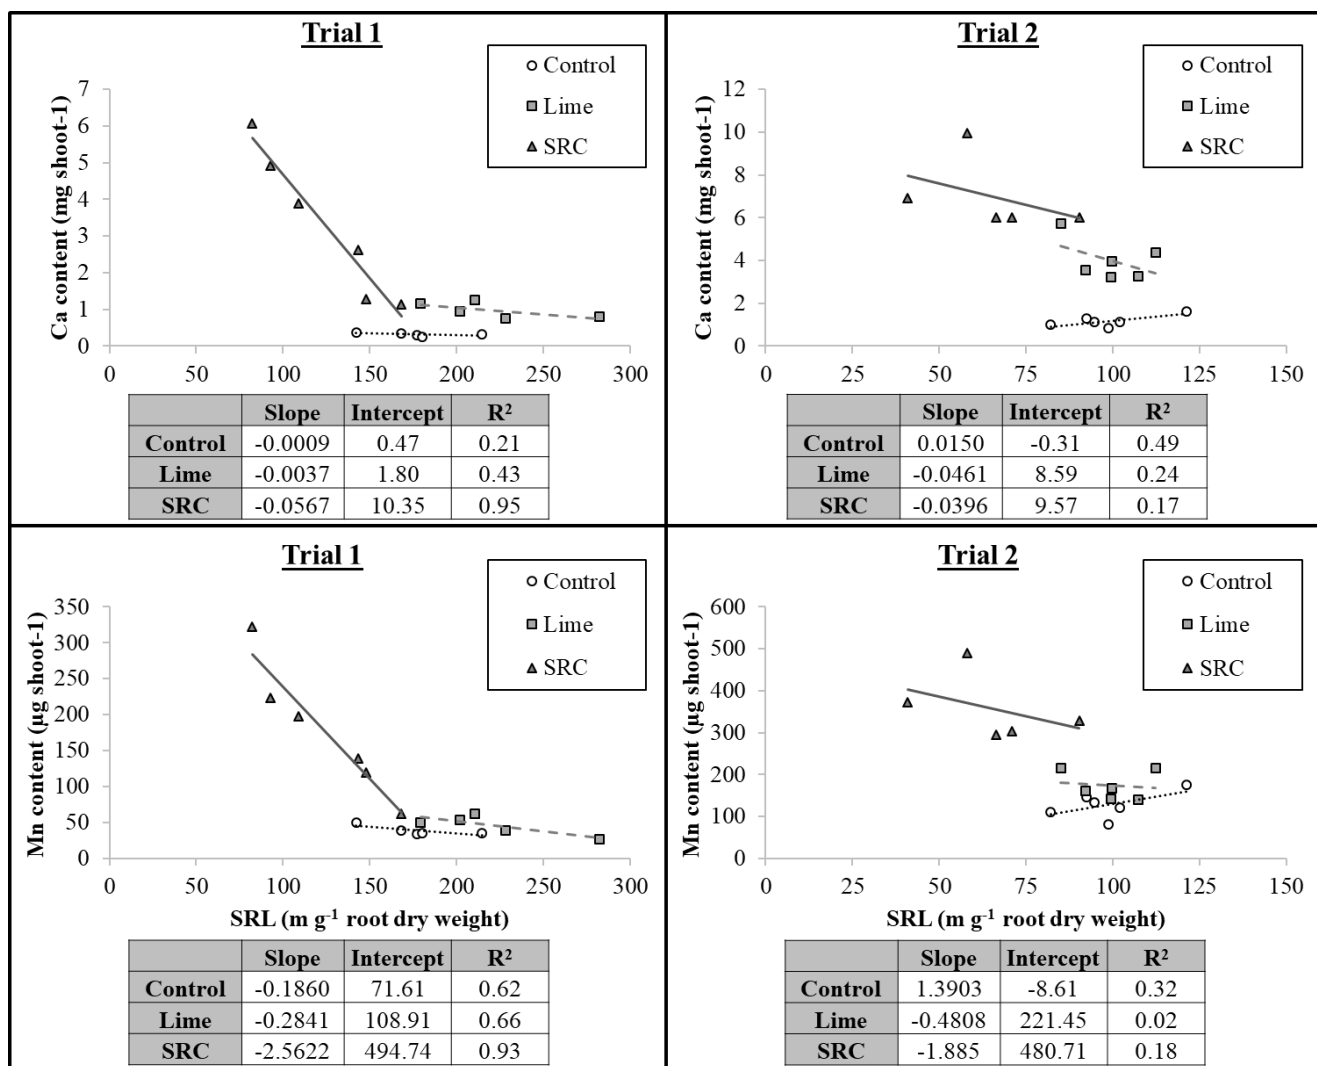 Trial 1
Control
Lime
SRC
Ca content (mg shoot-1)
7
6
5
4
3
2
1
0
0 50 100 150 200 250 300
Slope Intercept R²
Control -0.0009 0.47 0.21
Lime -0.0037 1.80 0.43
SRC -0.0567 10.35 0.95
Trial 2
Control
Lime
SRC
Ca content (mg shoot-1)
12
10
8
6
4
2
0
0 25 50 75 100 125 150
Slope Intercept R²
Control 0.0150 -0.31 0.49
Lime -0.0461 8.59 0.24
SRC -0.0396 9.57 0.17
Trial 1
Control
Lime
SRC
Mn content (µg shoot-1)
350
300
250
200
150
100
50
0
0 50 100 150 200 250 300
SRL (m g⁻¹ root dry weight)
Slope Intercept R²
Control -0.1860 71.61 0.62
Lime -0.2841 108.91 0.66
SRC -2.5622 494.74 0.93
Trial 2
Control
Lime
SRC
Mn content (µg shoot-1)
600
500
400
300
200
100
0
0 25 50 75 100 125 150
SRL (m g⁻¹ root dry weight)
Slope Intercept R²
Control 1.3903 -8.61 0.32
Lime -0.4808 221.45 0.02
SRC -1.885 480.71 0.18